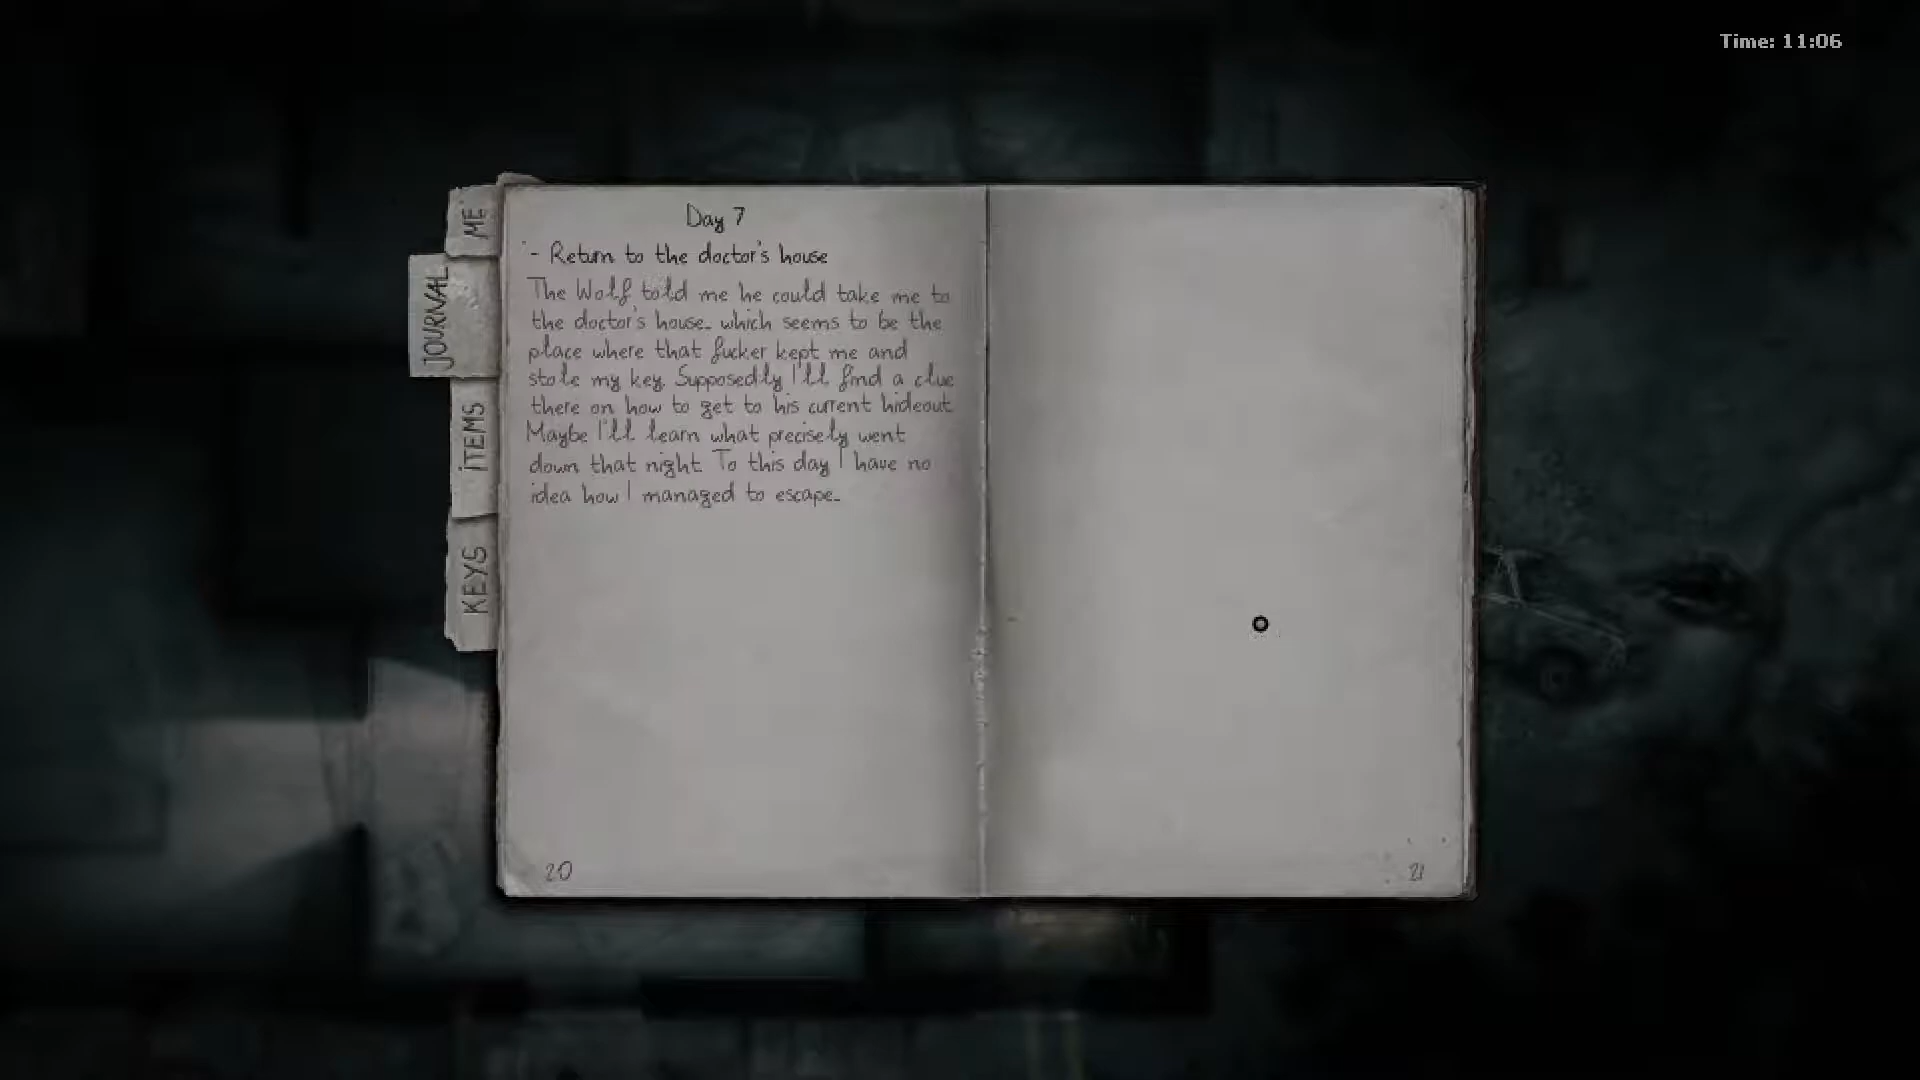 Time: 11:06
ME
JOURNAL
ITEMS
KEYS
Day 7
- Return to the doctor's house
The Wolf told me he could take me to
the doctor's house... which seems to be the
place where that fucker kept me and
stole my key. Supposedly I'll find a clue
there on how to get to his current hideout.
Maybe I'll learn what precisely went
down that night. To this day I have no
idea how I managed to escape...
20
21